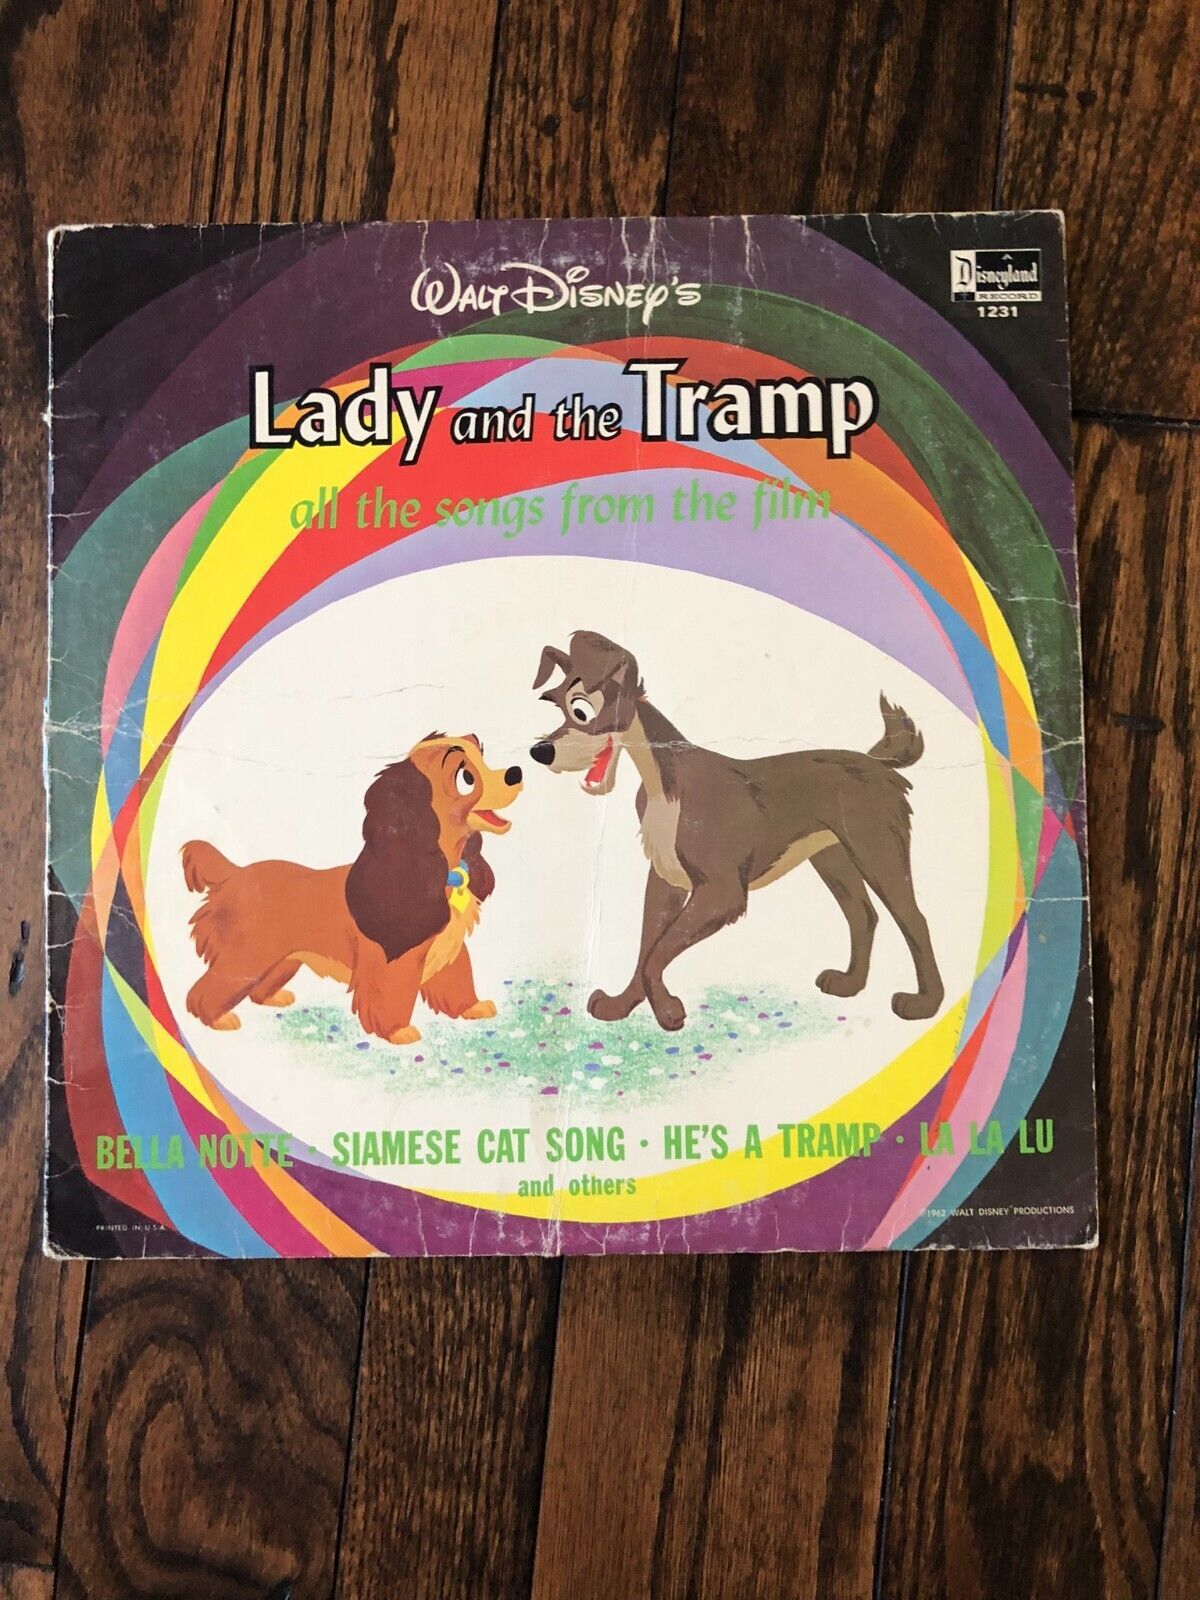 Walt Disney's
Disneyland
RECORD
1231
Lady and the Tramp
all the songs from the film
BELLA NOTTE · SIAMESE CAT SONG · HE'S A TRAMP · LA LA LU
and others
PRINTED IN U.S.A.
©1962 WALT DISNEY PRODUCTIONS